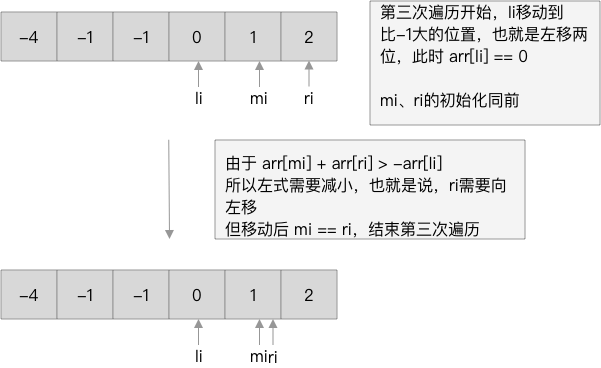 -4 -1 -1 0 1 2
li mi ri
第三次遍历开始，li移动到
比-1大的位置，也就是左移两
位，此时 arr[li] == 0
mi、ri的初始化同前
由于 arr[mi] + arr[ri] > -arr[li]
所以左式需要减小，也就是说，ri需要向
左移
但移动后 mi == ri，结束第三次遍历
-4 -1 -1 0 1 2
li mi ri